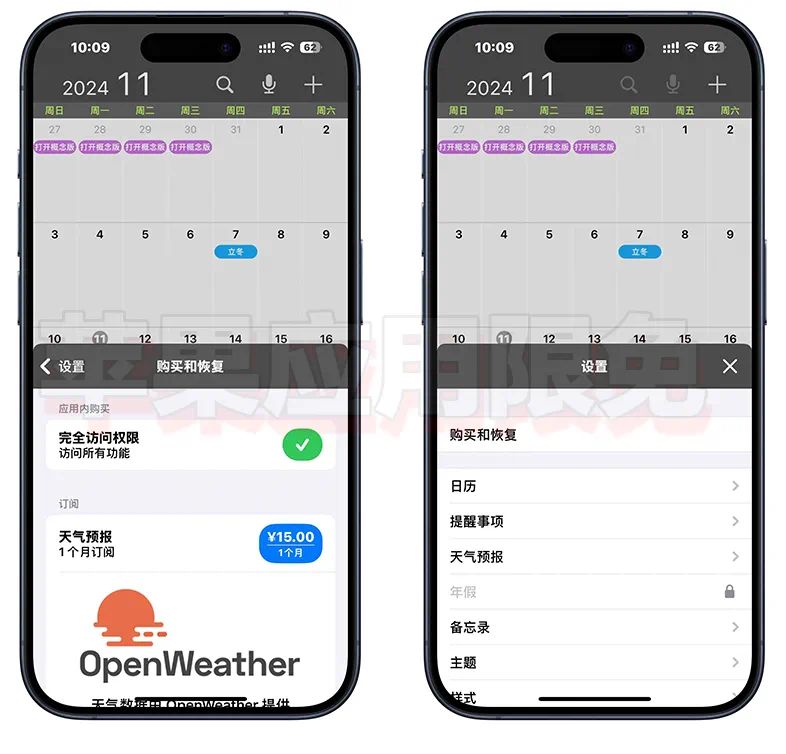 10:09
62
2024 11
周日 周一 周二 周三 周四 周五 周六
27 28 29 30 31 1 2
打开概念版 打开概念版 打开概念版 打开概念版
3 4 5 6 7 8 9
立冬
10 11 12 13 14 15 16
设置 购买和恢复
应用内购买
完全访问权限
访问所有功能
订阅
天气预报
1 个月订阅
¥15.00
1 个月
OpenWeather
天气数据由 OpenWeather 提供
10:09
62
2024 11
周日 周一 周二 周三 周四 周五 周六
27 28 29 30 31 1 2
打开概念版 打开概念版 打开概念版 打开概念版
3 4 5 6 7 8 9
立冬
10 11 12 13 14 15 16
设置
购买和恢复
日历
提醒事项
天气预报
年假
备忘录
主题
样式
苹果应用限免